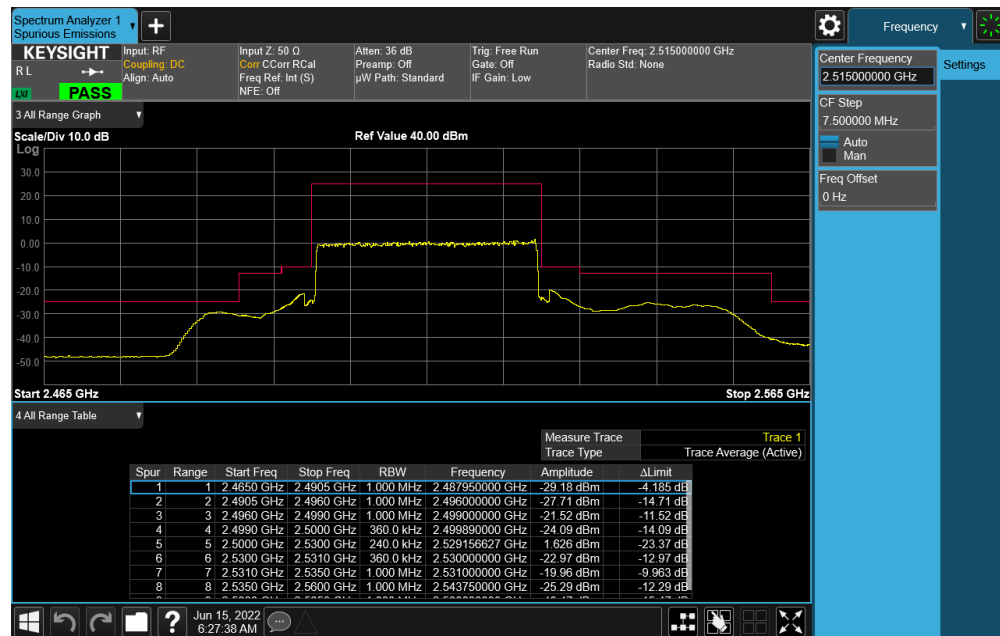 Spectrum Analyzer 1
Spurious Emissions
Frequency
KEYSIGHT
R L
LXI
PASS
Input: RF
Coupling: DC
Align: Auto
Input Z: 50 Ω
Corr CCorr RCal
Freq Ref: Int (S)
NFE: Off
Atten: 36 dB
Preamp: Off
µW Path: Standard
Trig: Free Run
Gate: Off
IF Gain: Low
Center Freq: 2.515000000 GHz
Radio Std: None
Center Frequency
2.515000000 GHz
Settings
CF Step
7.500000 MHz
Auto
Man
Freq Offset
0 Hz
3 All Range Graph
Scale/Div 10.0 dB
Ref Value 40.00 dBm
Log
30.0
20.0
10.0
0.00
-10.0
-20.0
-30.0
-40.0
-50.0
Start 2.465 GHz
Stop 2.565 GHz
4 All Range Table
Measure Trace Trace 1
Trace Type Trace Average (Active)
Spur Range Start Freq Stop Freq RBW Frequency Amplitude ΔLimit
1 1 2.4650 GHz 2.4905 GHz 1.000 MHz 2.487950000 GHz -29.18 dBm -4.185 dB
2 2 2.4905 GHz 2.4960 GHz 1.000 MHz 2.496000000 GHz -27.71 dBm -14.71 dB
3 3 2.4960 GHz 2.4990 GHz 1.000 MHz 2.499000000 GHz -21.52 dBm -11.52 dB
4 4 2.4990 GHz 2.5000 GHz 360.0 kHz 2.499890000 GHz -24.09 dBm -14.09 dB
5 5 2.5000 GHz 2.5300 GHz 240.0 kHz 2.529156627 GHz 1.626 dBm -23.37 dB
6 6 2.5300 GHz 2.5310 GHz 360.0 kHz 2.530000000 GHz -22.97 dBm -12.97 dB
7 7 2.5310 GHz 2.5350 GHz 1.000 MHz 2.531000000 GHz -19.96 dBm -9.963 dB
8 8 2.5350 GHz 2.5600 GHz 1.000 MHz 2.543750000 GHz -25.29 dBm -12.29 dB
?
Jun 15, 2022
6:27:38 AM